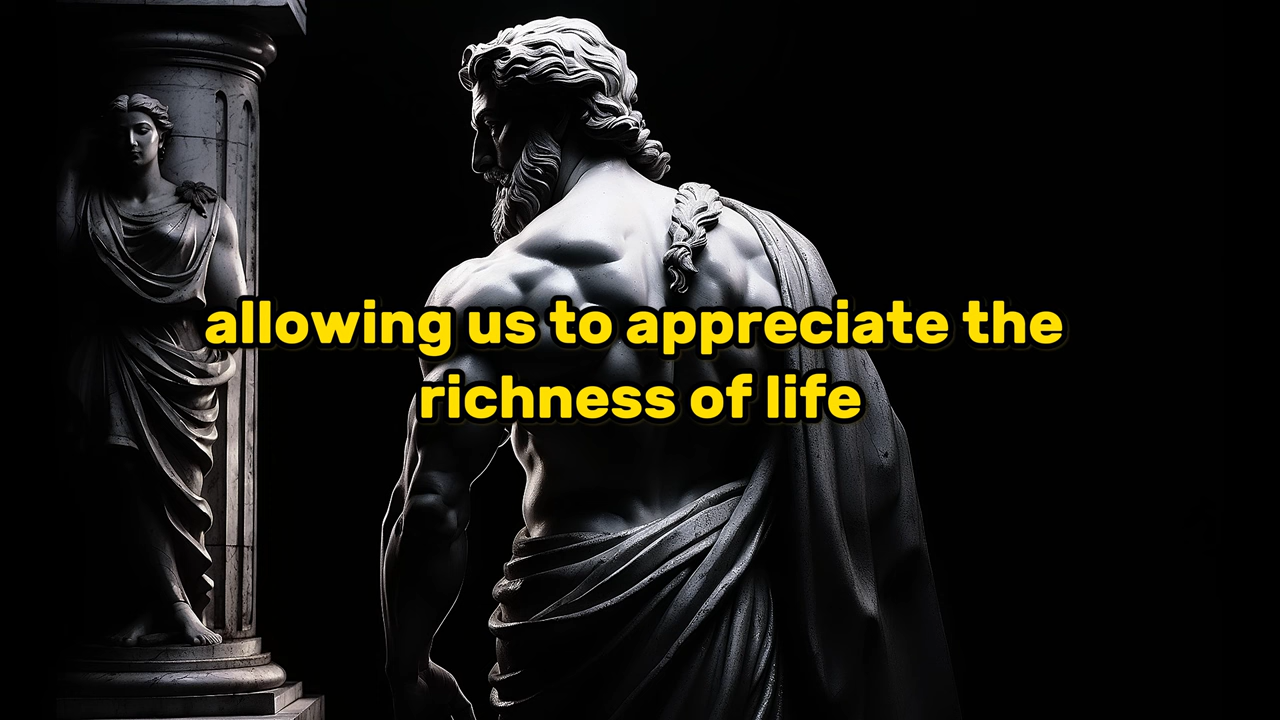 allowing us to appreciate the
richness of life